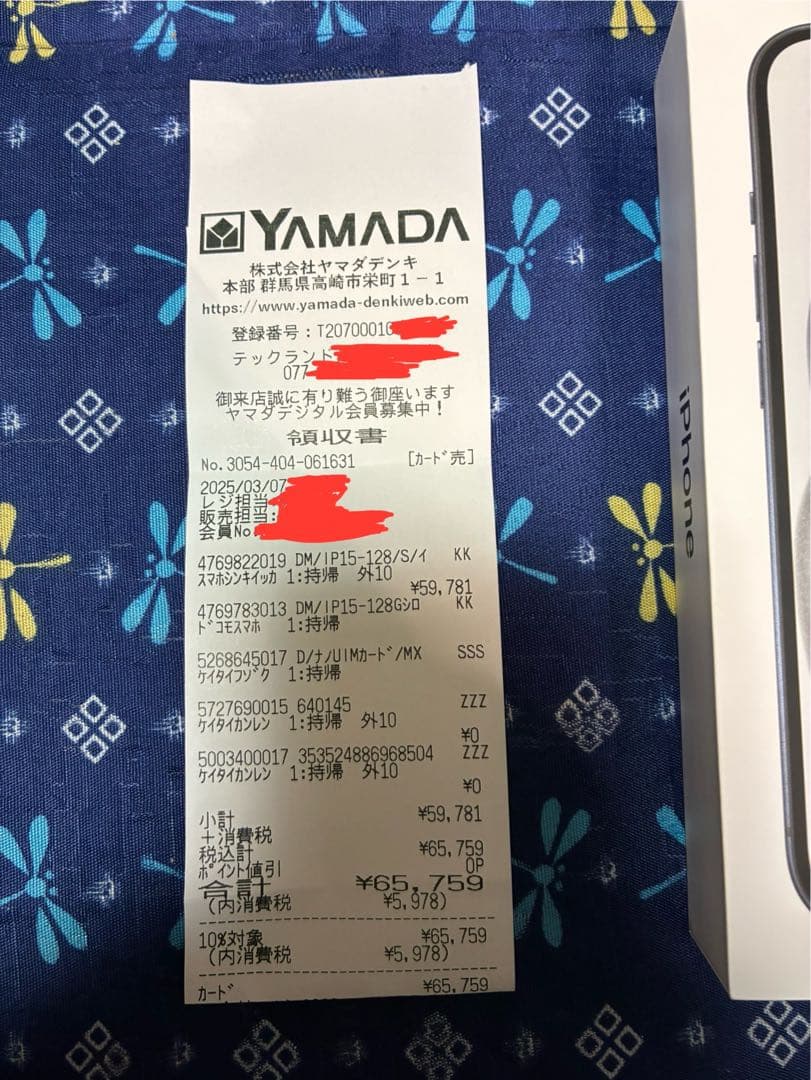 YAMADA
株式会社ヤマダデンキ
本部 群馬県高崎市栄町1-1
https://www.yamada-denkiweb.com
登録番号：T20700010
テックラント
077
御来店誠に有り難う御座います
ヤマダデジタル会員募集中！
領収書
No.3054-404-061631 [カード売]
2025/03/07
レジ担当
販売担当:
会員No
4769822019 DM/IP15-128/S/イ KK
スマホシンキイッカ 1:持帰 外10
¥59,781
4769783013 DM/IP15-128Gシロ KK
ドコモスマホ 1:持帰
5268645017 D/ナ/UIMカード/MX SSS
ケイタイフゾク 1:持帰
5727690015 640145 ZZZ
ケイタイカンレン 1:持帰 外10
¥0
5003400017 353524886968504 ZZZ
ケイタイカンレン 1:持帰 外10
¥0
小計 ¥59,781
+消費税
税込計 ¥65,759
ポイント値引 0P
合計 ¥65,759
(内消費税 ¥5,978)
10%対象 ¥65,759
(内消費税 ¥5,978)
カード ¥65,759
iPhone